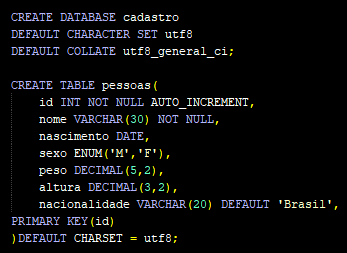 CREATE DATABASE cadastro
DEFAULT CHARACTER SET utf8
DEFAULT COLLATE utf8_general_ci;
CREATE TABLE pessoas(
id INT NOT NULL AUTO_INCREMENT,
nome VARCHAR(30) NOT NULL,
nascimento DATE,
sexo ENUM('M','F'),
peso DECIMAL(5,2),
altura DECIMAL(3,2),
nacionalidade VARCHAR(20) DEFAULT 'Brasil',
PRIMARY KEY(id)
)DEFAULT CHARSET = utf8;